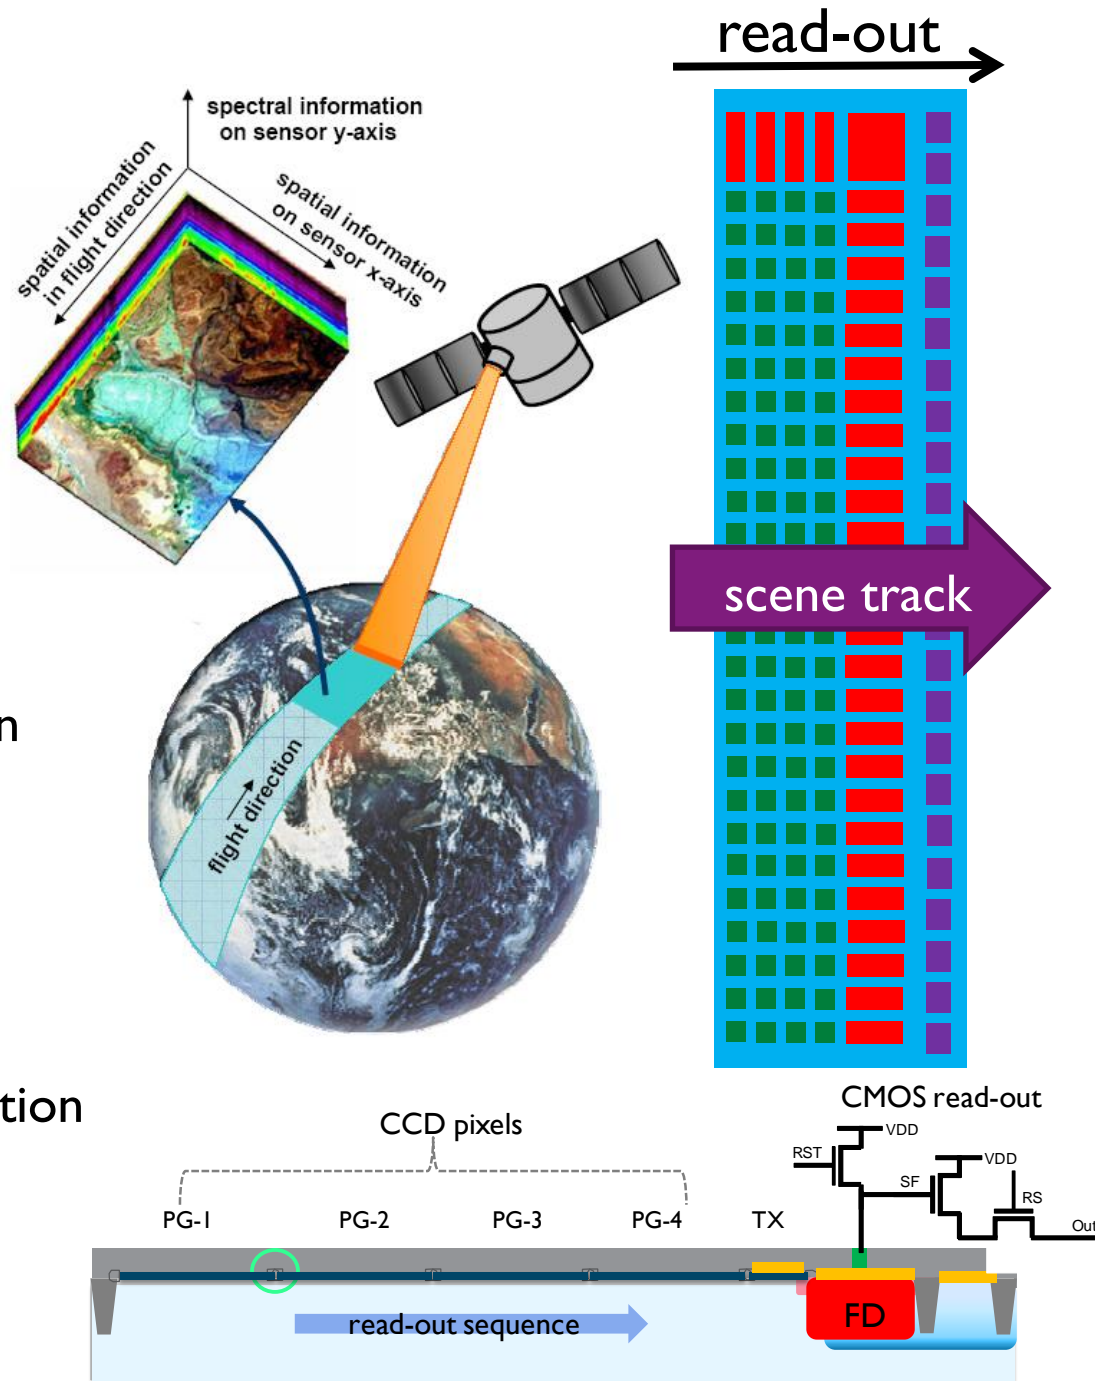 read-out
spectral information
on sensor y-axis
spatial information
in flight direction
spatial information
on sensor x-axis
scene track
n
flight direction
tion
CCD pixels
CMOS read-out
VDD
RST
VDD
SF
RS
Out
PG-1 PG-2 PG-3 PG-4 TX
read-out sequence
FD